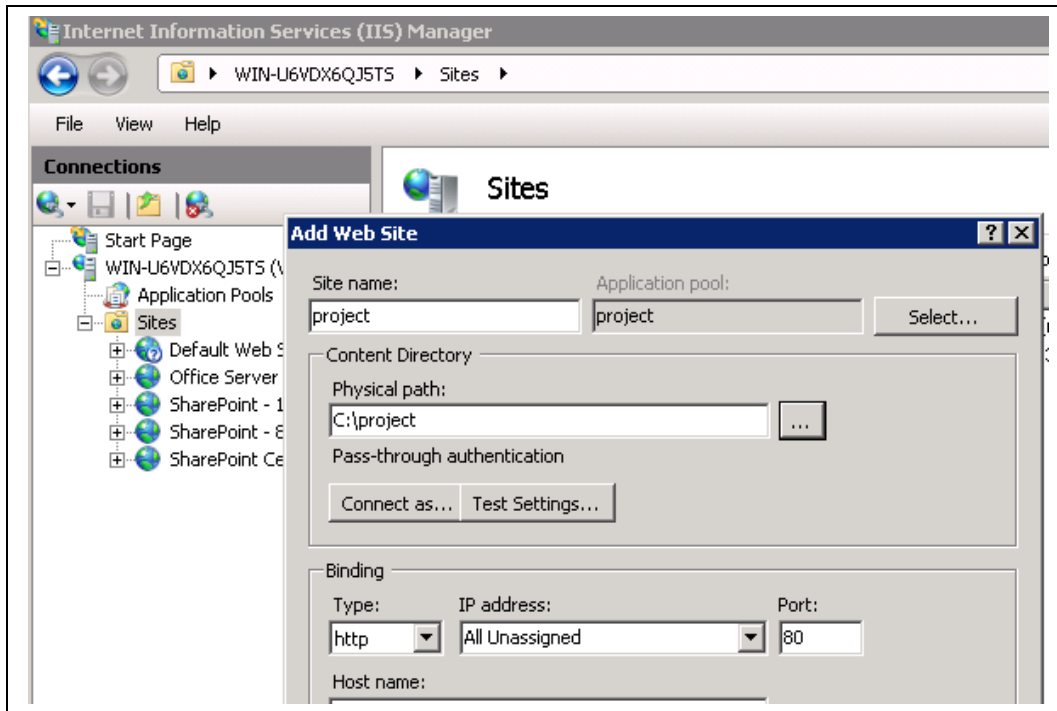 Internet Information Services (IIS) Manager
WIN-U6VDX6QJ5TS Sites
File View Help
Connections
Sites
Start Page
WIN-U6VDX6QJ5TS (
Application Pools
Sites
Default Web S
Office Server
SharePoint - 1
SharePoint - 8
SharePoint Ce
Add Web Site
Site name: Application pool:
project project Select...
Content Directory
Physical path:
C:\project ...
Pass-through authentication
Connect as... Test Settings...
Binding
Type: IP address: Port:
http All Unassigned 80
Host name: